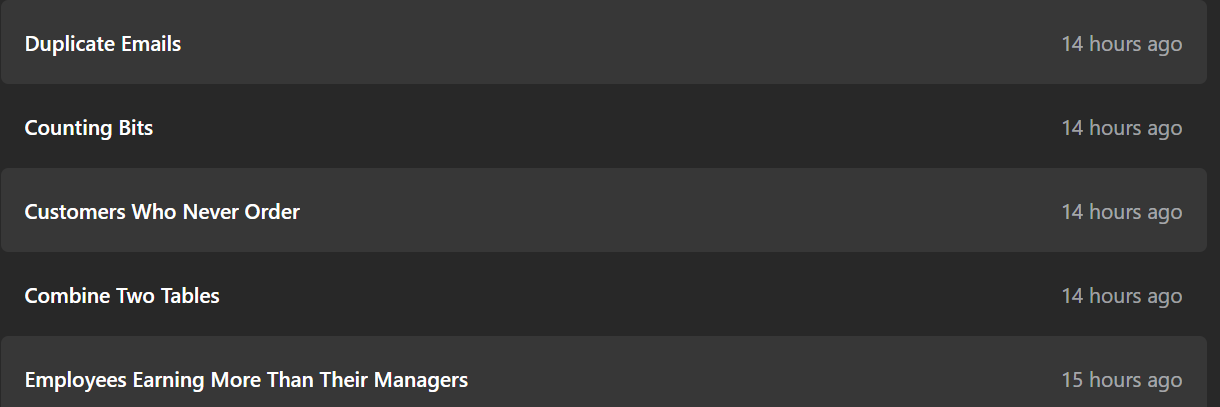 Duplicate Emails 14 hours ago
Counting Bits 14 hours ago
Customers Who Never Order 14 hours ago
Combine Two Tables 14 hours ago
Employees Earning More Than Their Managers 15 hours ago